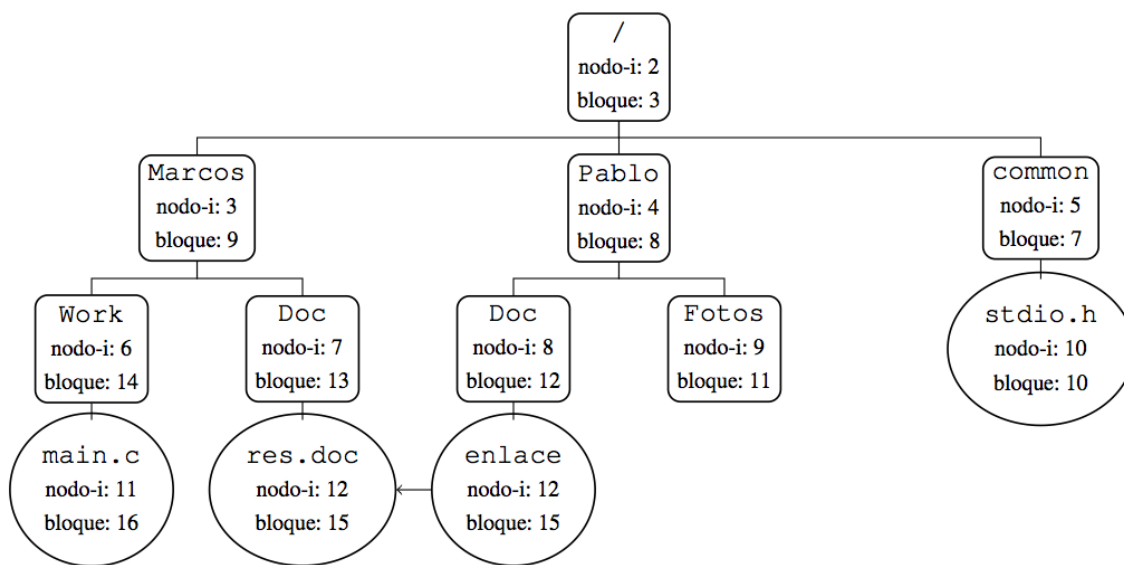 /
nodo-i: 2
bloque: 3
Marcos
nodo-i: 3
bloque: 9
Pablo
nodo-i: 4
bloque: 8
common
nodo-i: 5
bloque: 7
Work
nodo-i: 6
bloque: 14
Doc
nodo-i: 7
bloque: 13
Doc
nodo-i: 8
bloque: 12
Fotos
nodo-i: 9
bloque: 11
stdio.h
nodo-i: 10
bloque: 10
main.c
nodo-i: 11
bloque: 16
res.doc
nodo-i: 12
bloque: 15
enlace
nodo-i: 12
bloque: 15